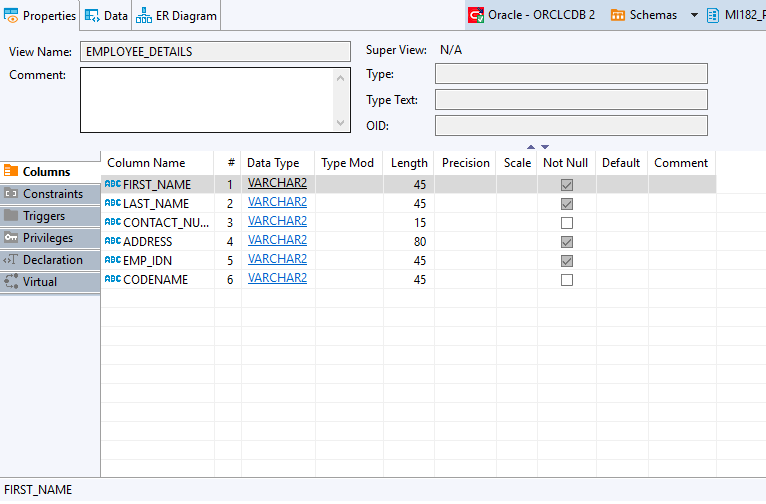 Properties Data ER Diagram Oracle - ORCLCDB 2 Schemas MI182_P
View Name: EMPLOYEE_DETAILS Super View: N/A
Comment: Type:
Type Text:
OID:
Columns
Constraints
Triggers
Privileges
Declaration
Virtual
Column Name # Data Type Type Mod Length Precision Scale Not Null Default Comment
ABC FIRST_NAME 1 VARCHAR2 45
ABC LAST_NAME 2 VARCHAR2 45
ABC CONTACT_NU... 3 VARCHAR2 15
ABC ADDRESS 4 VARCHAR2 80
ABC EMP_IDN 5 VARCHAR2 45
ABC CODENAME 6 VARCHAR2 45
FIRST_NAME